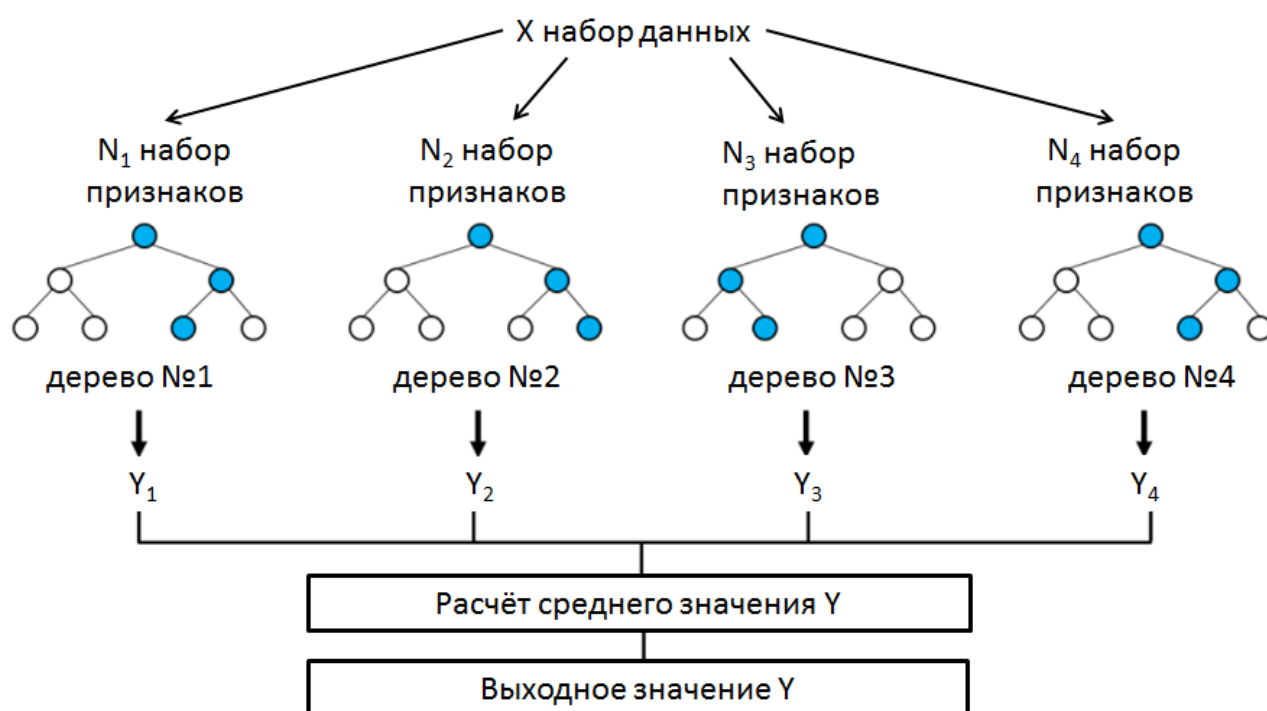 X набор данных
N₁ набор
признаков
N₂ набор
признаков
N₃ набор
признаков
N₄ набор
признаков
дерево №1
дерево №2
дерево №3
дерево №4
Y₁
Y₂
Y₃
Y₄
Расчёт среднего значения Y
Выходное значение Y